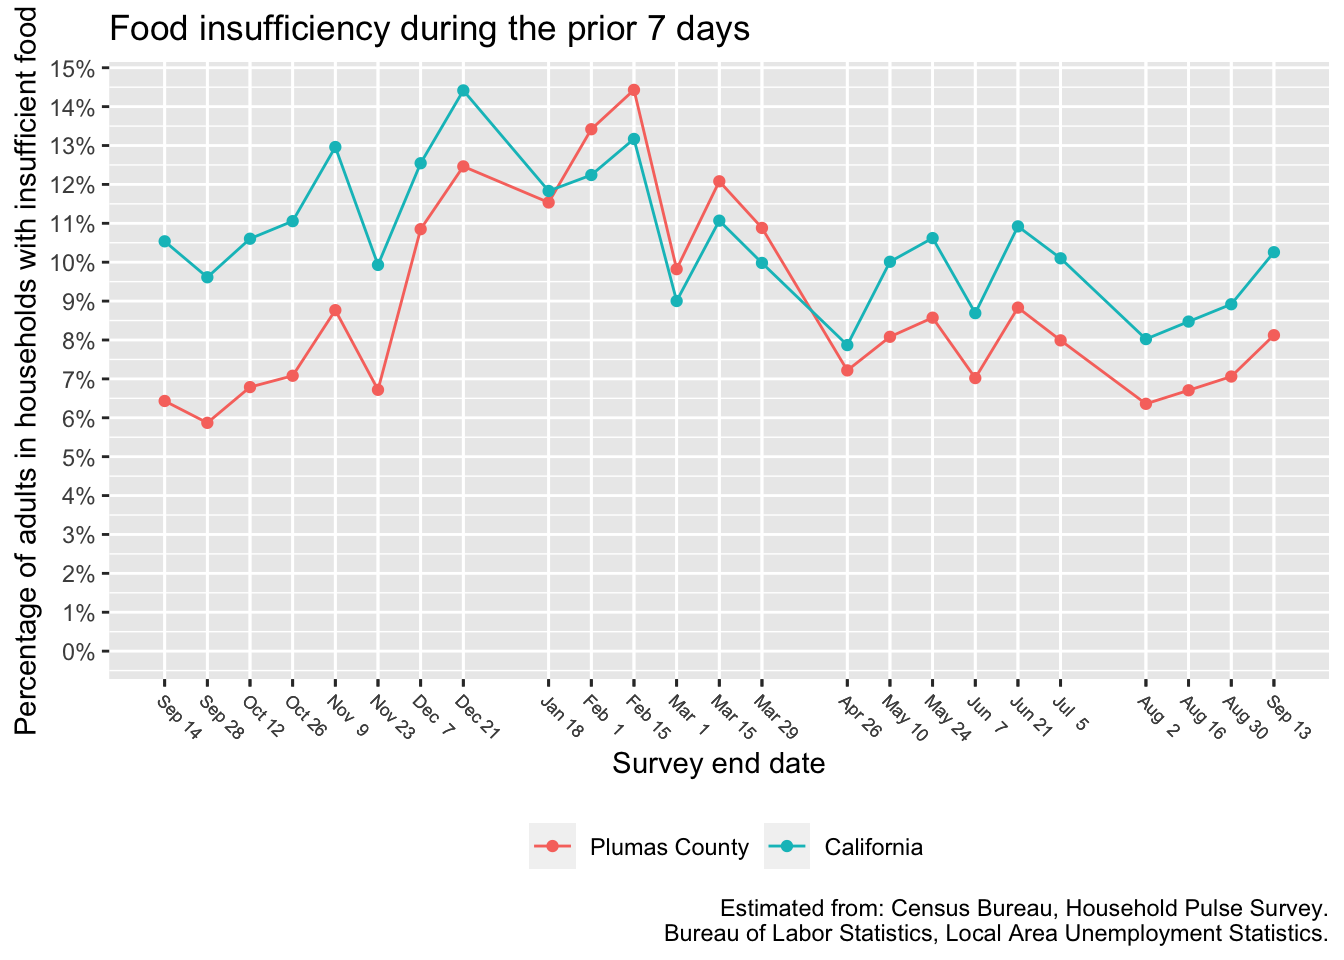 Food insufficiency during the prior 7 days
Percentage of adults in households with insufficient food
15%
14%
13%
12%
11%
10%
9%
8%
7%
6%
5%
4%
3%
2%
1%
0%
Sep 14
Sep 28
Oct 12
Oct 26
Nov 9
Nov 23
Dec 7
Dec 21
Jan 18
Feb 1
Feb 15
Mar 1
Mar 15
Mar 29
Apr 26
May 10
May 24
Jun 7
Jun 21
Jul 5
Aug 2
Aug 16
Aug 30
Sep 13
Survey end date
Plumas County
California
Estimated from: Census Bureau, Household Pulse Survey.
Bureau of Labor Statistics, Local Area Unemployment Statistics.